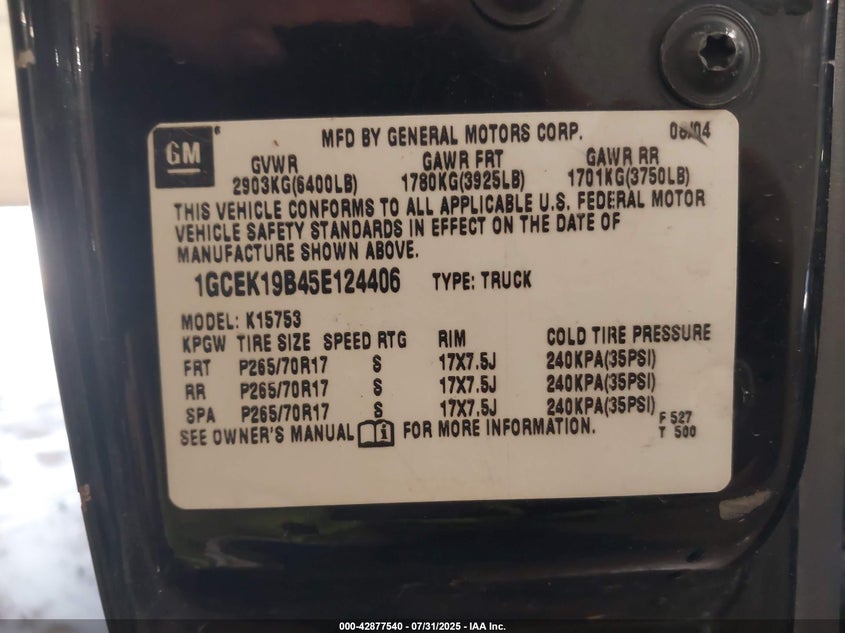 GM
MFD BY GENERAL MOTORS CORP. 08/04
GVWR GAWR FRT GAWR RR
2903KG(6400LB) 1780KG(3925LB) 1701KG(3750LB)
THIS VEHICLE CONFORMS TO ALL APPLICABLE U.S. FEDERAL MOTOR
VEHICLE SAFETY STANDARDS IN EFFECT ON THE DATE OF
MANUFACTURE SHOWN ABOVE.
1GCEK19B45E124406 TYPE: TRUCK
MODEL: K15753
KPGW TIRE SIZE SPEED RTG RIM COLD TIRE PRESSURE
FRT P265/70R17 S 17X7.5J 240KPA(35PSI)
RR P265/70R17 S 17X7.5J 240KPA(35PSI)
SPA P265/70R17 S 17X7.5J 240KPA(35PSI)
SEE OWNER'S MANUAL i FOR MORE INFORMATION.
F 527
T 500
000-42877540 - 07/31/2025 - IAA Inc.